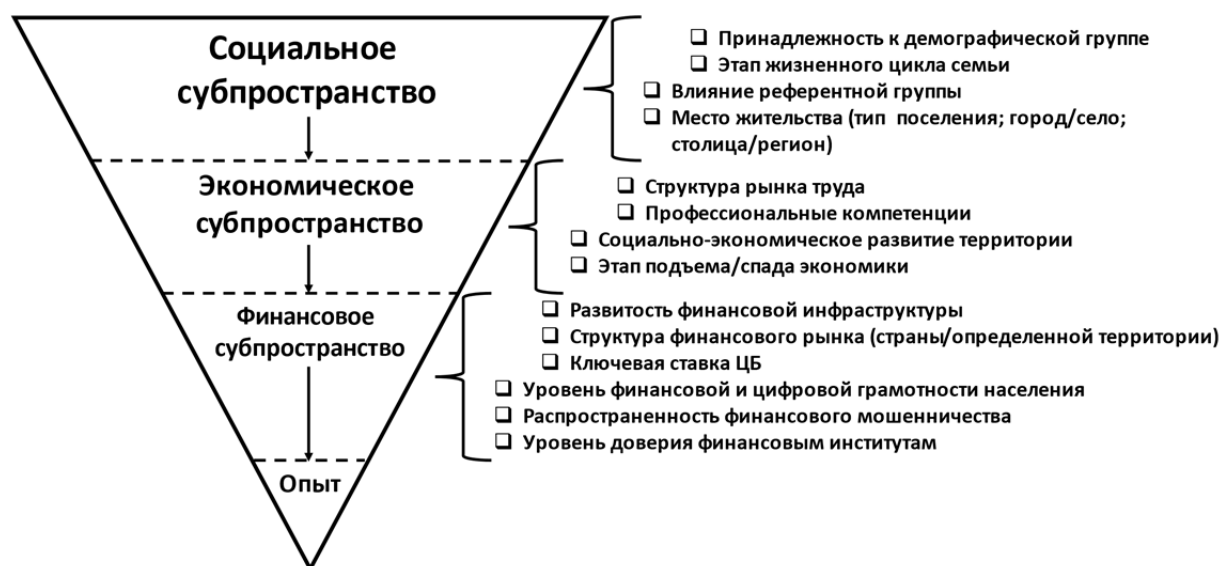 Социальное
субпространство
❑ Принадлежность к демографической группе
❑ Этап жизненного цикла семьи
❑ Влияние референтной группы
❑ Место жительства (тип поселения; город/село;
столица/регион)
Экономическое
субпространство
❑ Структура рынка труда
❑ Профессиональные компетенции
❑ Социально-экономическое развитие территории
❑ Этап подъема/спада экономики
Финансовое
субпространство
❑ Развитость финансовой инфраструктуры
❑ Структура финансового рынка (страны/определенной территории)
❑ Ключевая ставка ЦБ
❑ Уровень финансовой и цифровой грамотности населения
❑ Распространенность финансового мошенничества
❑ Уровень доверия финансовым институтам
Опыт